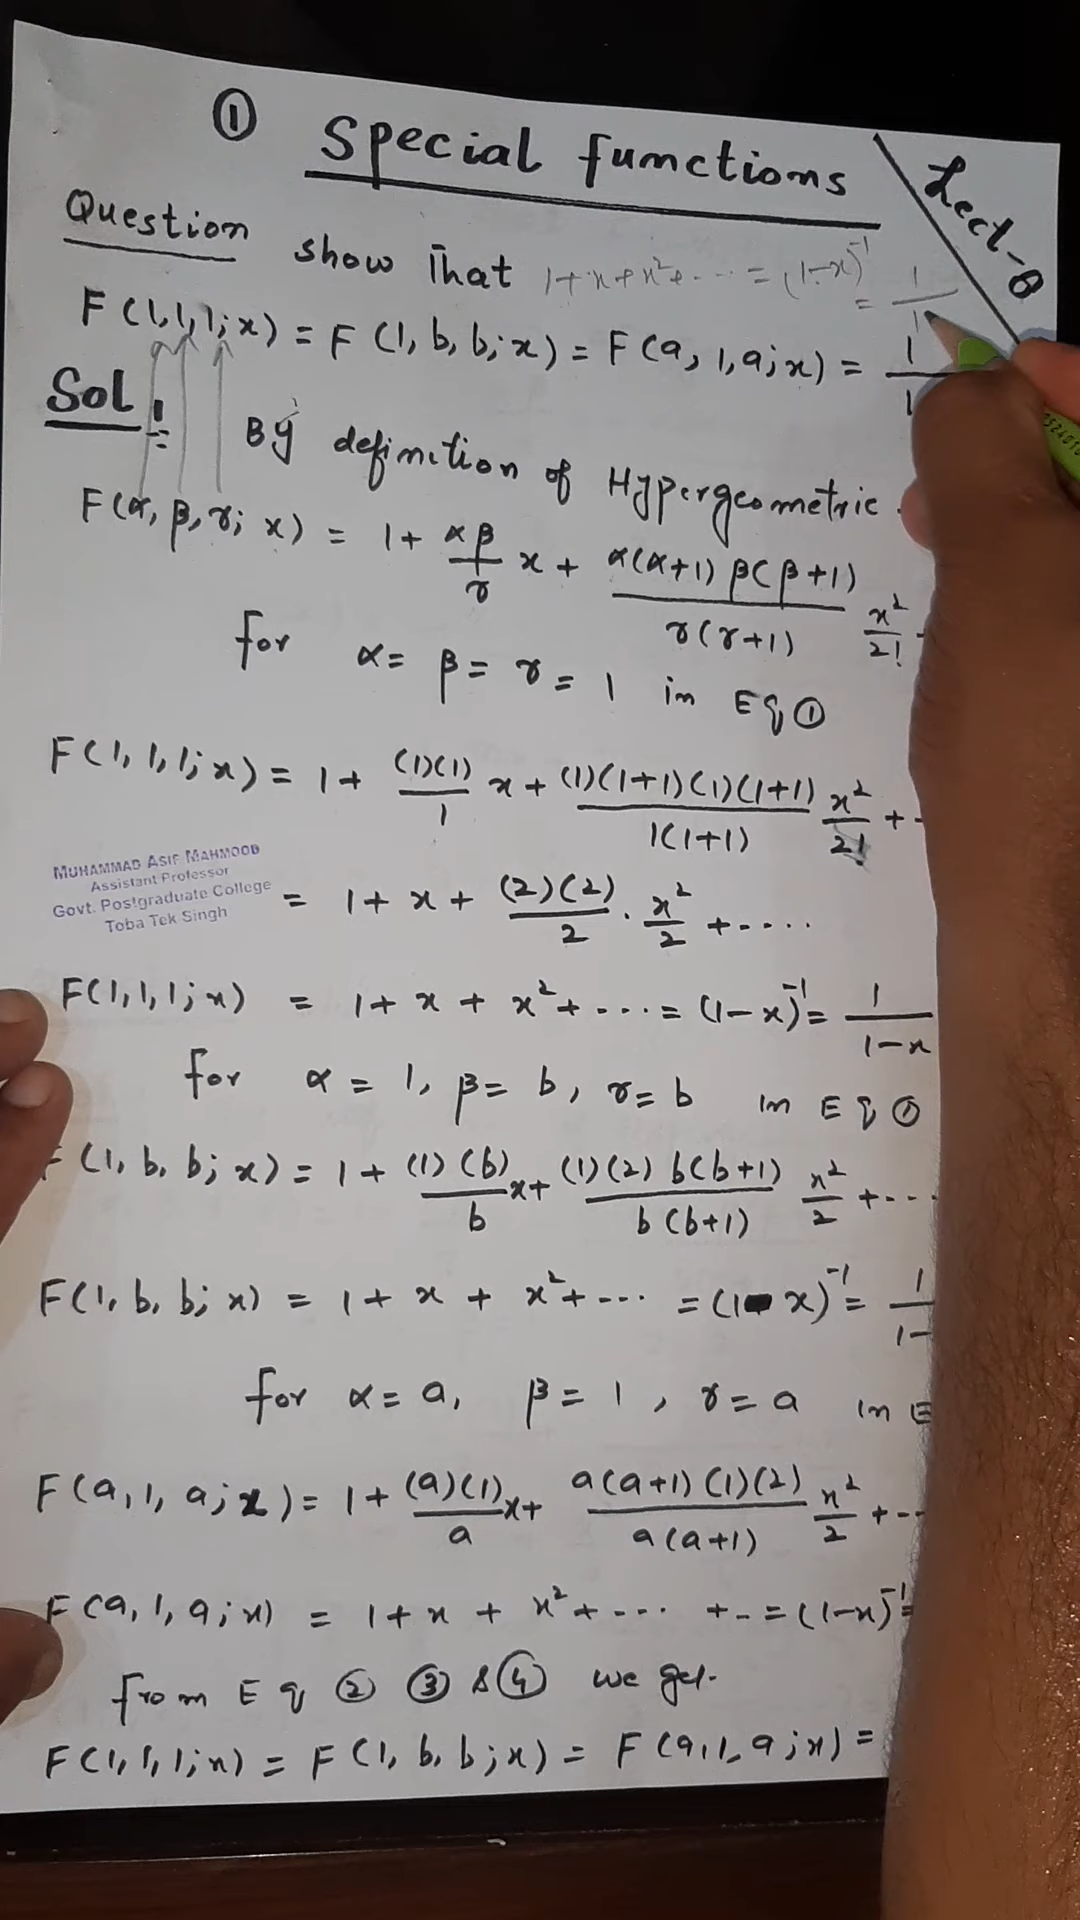 ① Special functions
Lect-8
Question show That 1+x+x²+.... = (1-x)⁻¹
= 1
F(1,1,1;x) = F(1,b,b;x) = F(a,1,a;x) = 1/1
Sol:
By definition of Hypergeometric
F(α,β,γ;x) = 1 + αβ/γ x + α(α+1)β(β+1)/γ(γ+1) x²/2!
for α = β = γ = 1 in Eq ①
F(1,1,1;x) = 1 + (1)(1)/1 x + (1)(1+1)(1)(1+1)/1(1+1) x²/2! +
MUHAMMAD ASIF MAHMOOD
Assistant Professor
Govt. Postgraduate College
Toba Tek Singh
= 1 + x + (2)(2)/2 . x²/2 + ....
F(1,1,1;x) = 1 + x + x² + .... = (1-x)⁻¹ = 1/1-x
for α = 1, β = b, γ = b in Eq ①
F(1,b,b;x) = 1 + (1)(b)/b x + (1)(2) b(b+1)/b(b+1) x²/2 + ...
F(1,b,b;x) = 1 + x + x² + ... = (1-x)⁻¹ = 1/1-
for α = a, β = 1, γ = a in E
F(a,1,a;x) = 1 + (a)(1)/a x + a(a+1)(1)(2)/a(a+1) x²/2 + --
F(a,1,a;x) = 1 + x + x² + ... +-- = (1-x)⁻¹ =
from Eq ② ③ & ④ we get.
F(1,1,1;x) = F(1,b,b;x) = F(a,1,a;x) =